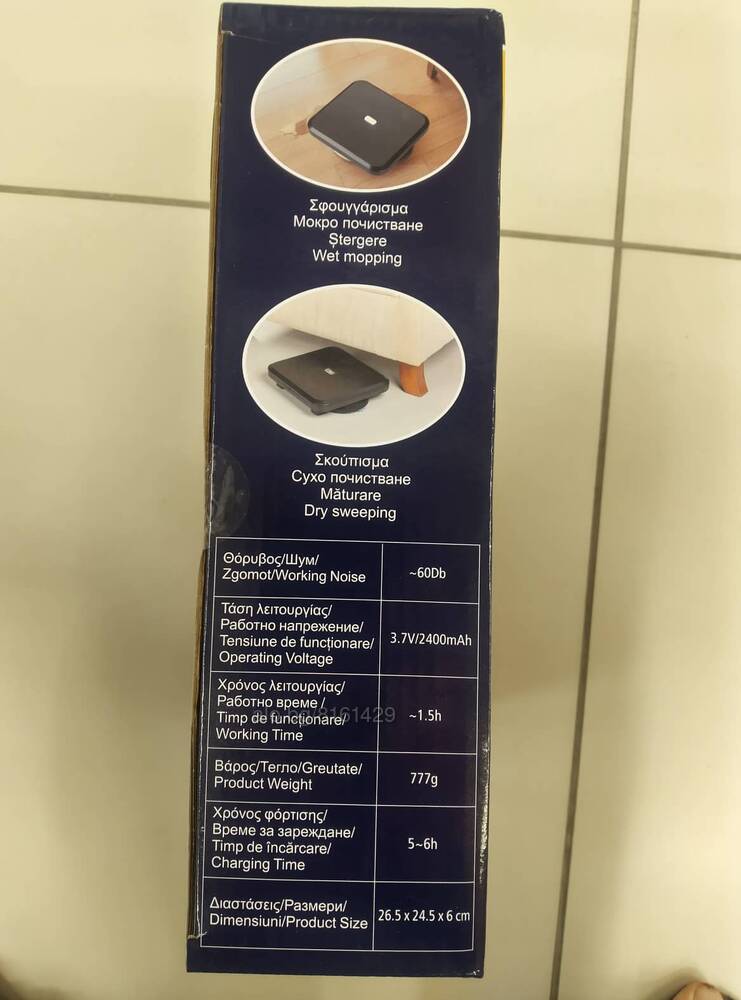 Σφουγγάρισμα
Мокро почистване
Ștergere
Wet mopping
Σκούπισμα
Сухо почистване
Măturare
Dry sweeping
Θόρυβος/Шум/
Zgomot/Working Noise
~60Db
Τάση λειτουργίας/
Работно напрежение/
Tensiune de funcționare/
Operating Voltage
3.7V/2400mAh
Χρόνος λειτουργίας/
Работно време /
Timp de funcționare/
Working Time
~1.5h
Βάρος/Тегло/Greutate/
Product Weight
777g
Χρόνος φόρτισης/
Време за зареждане/
Timp de încărcare/
Charging Time
5~6h
Διαστάσεις/Размери/
Dimensiuni/Product Size
26.5 x 24.5 x 6 cm